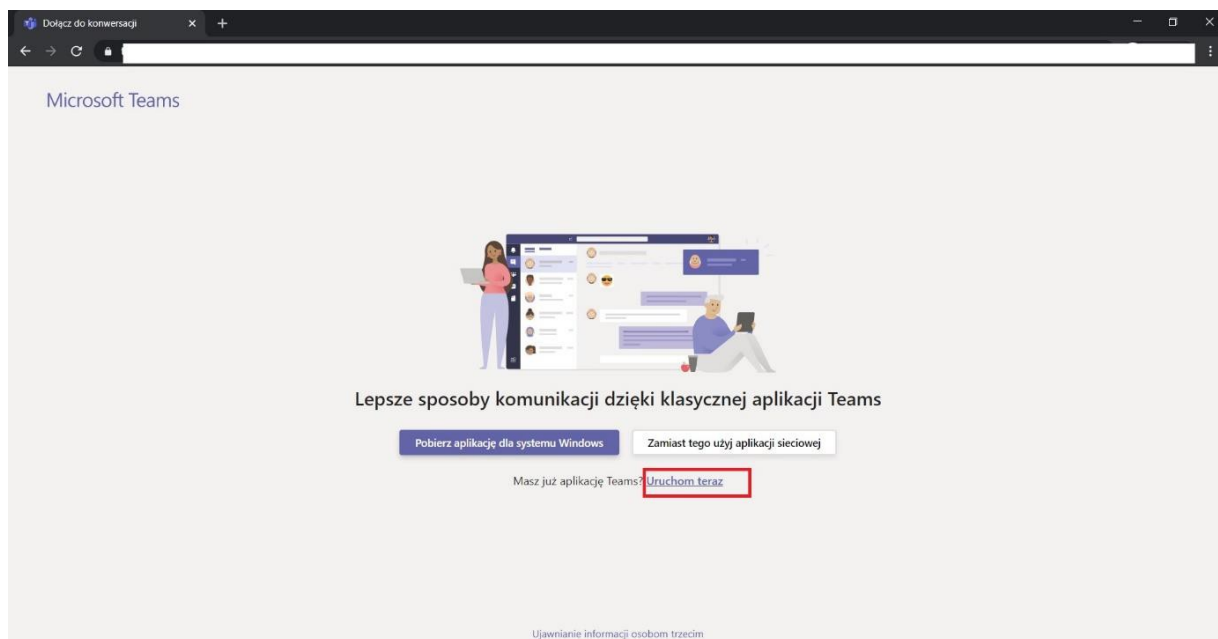 Dołącz do konwersacji
Microsoft Teams
Lepsze sposoby komunikacji dzięki klasycznej aplikacji Teams
Pobierz aplikację dla systemu Windows
Zamiast tego użyj aplikacji sieciowej
Masz już aplikację Teams? Uruchom teraz
Ujawnianie informacji osobom trzecim